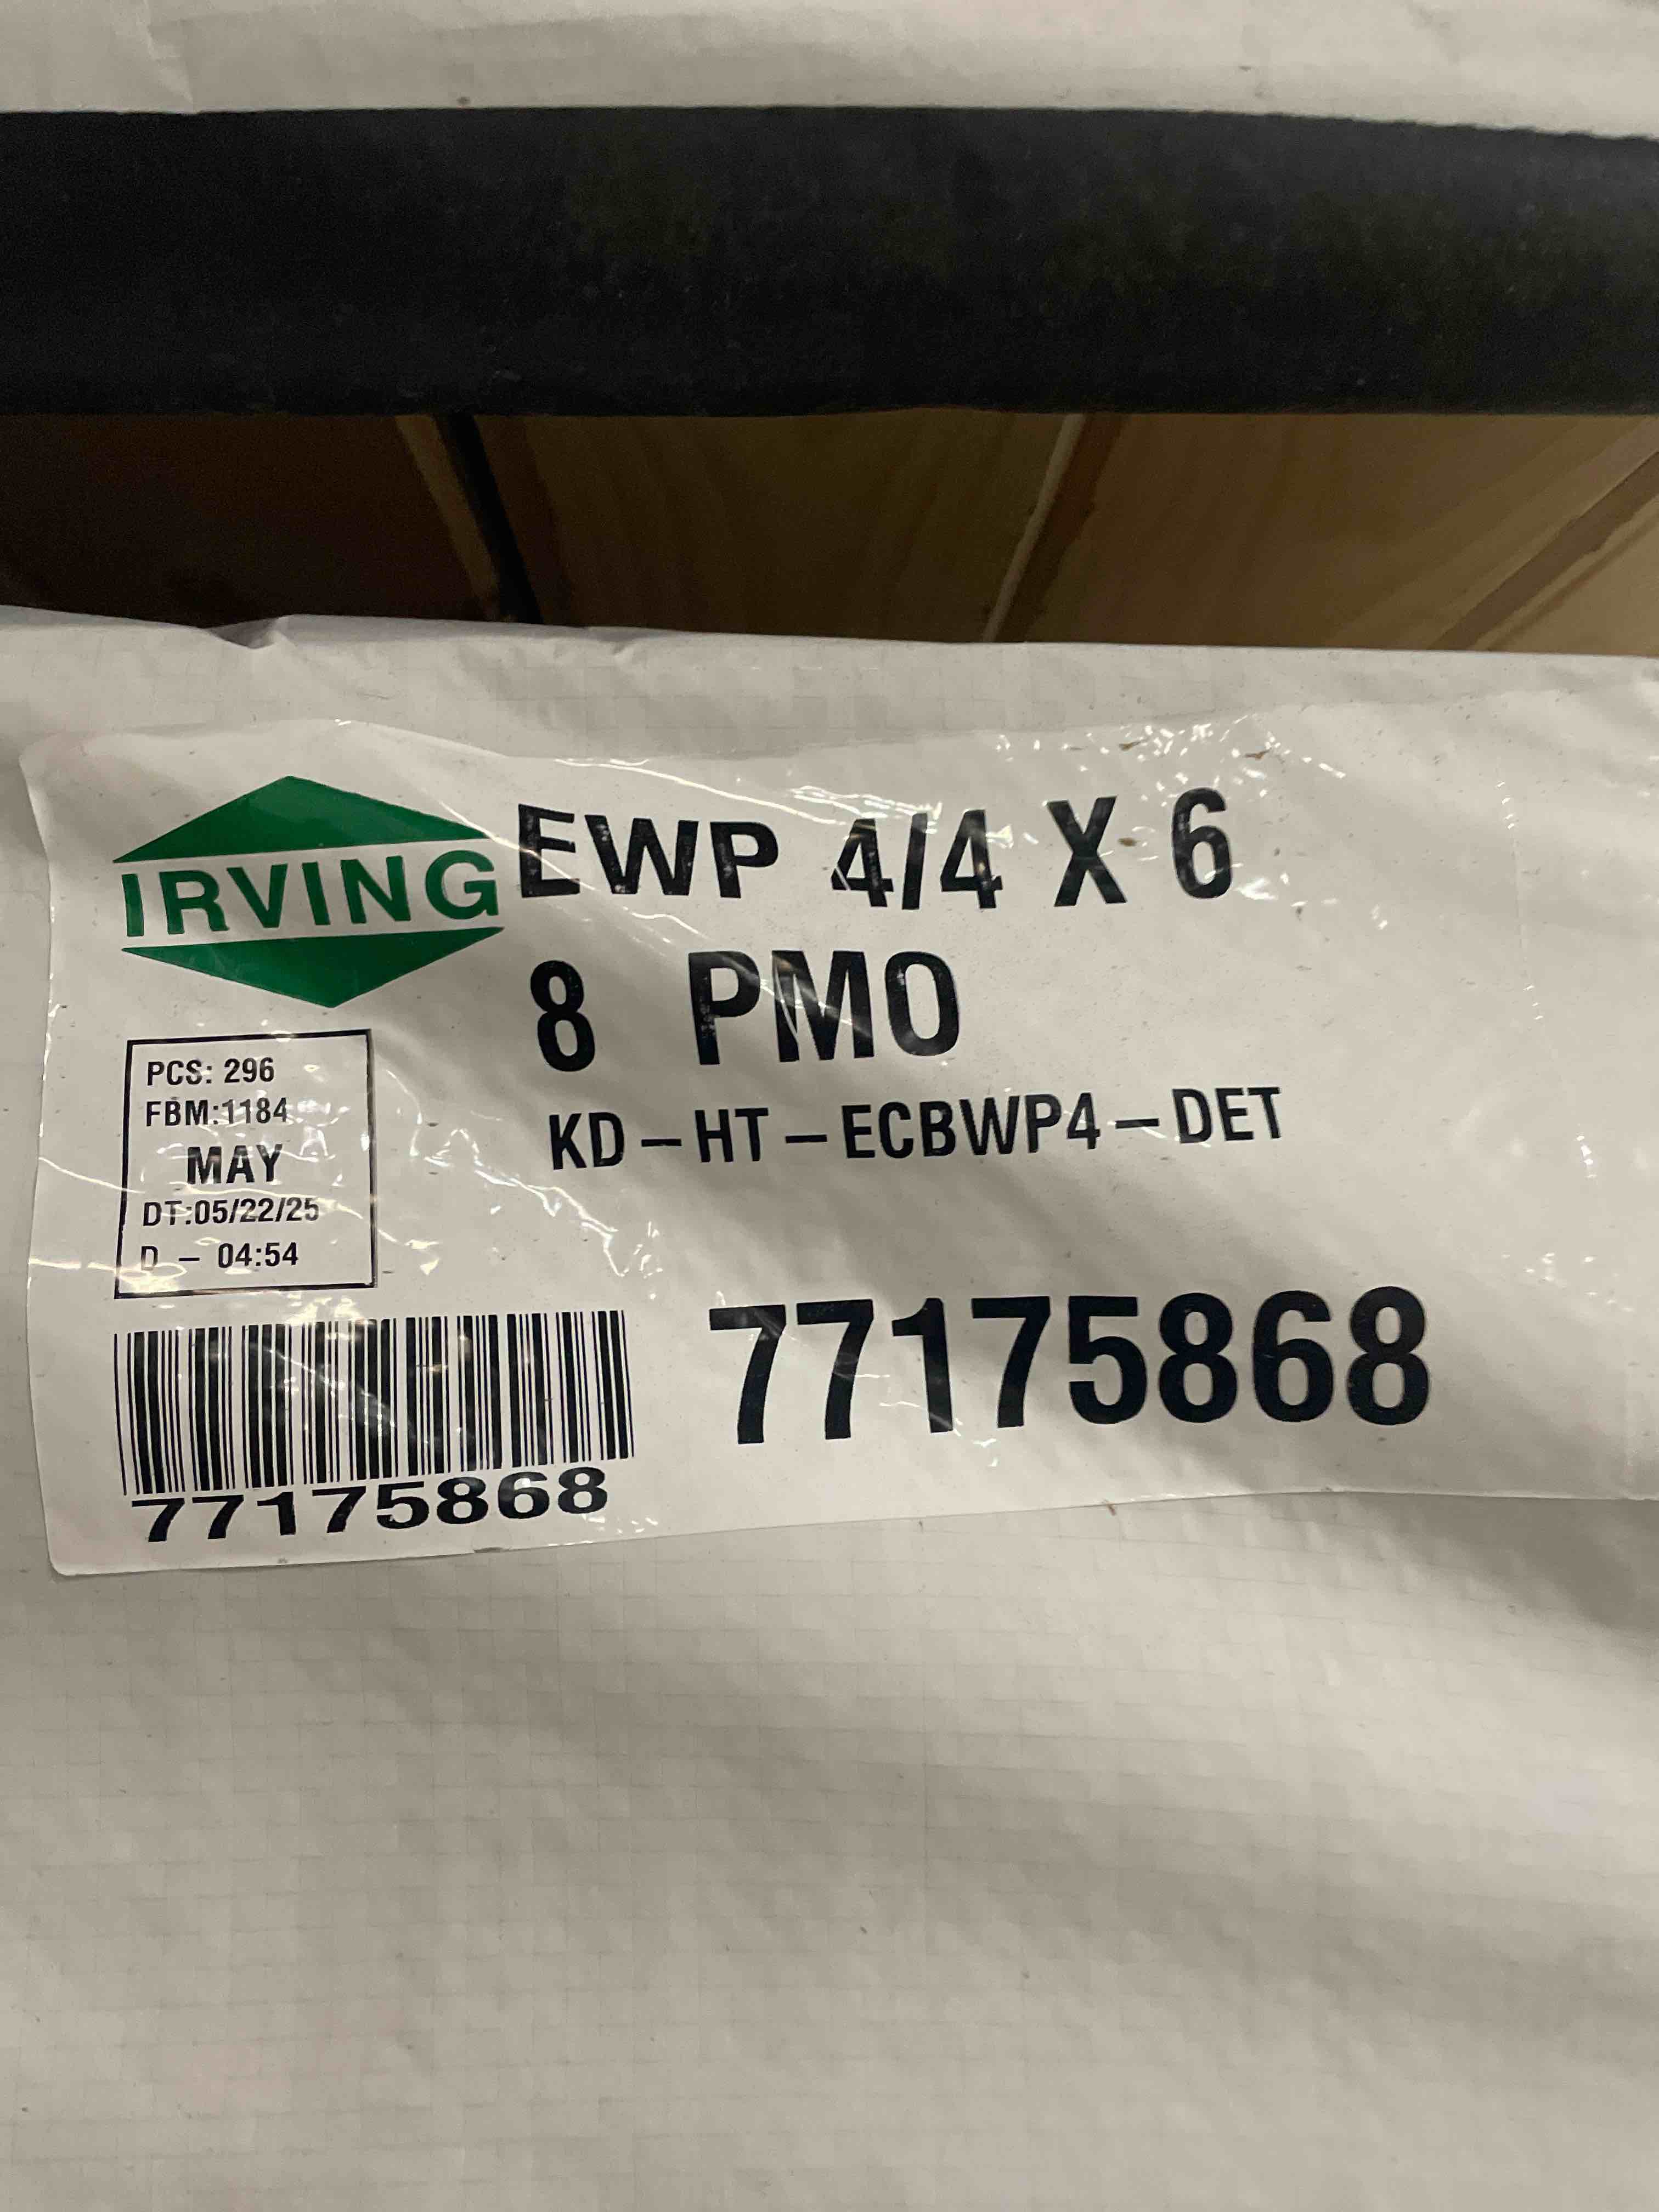 IRVING
EWP 4/4 X 6
8 PMO
KD-HT-ECBWP4-DET
PCS: 296
FBM:1184
MAY
DT:05/22/25
D - 04:54
77175868
77175868